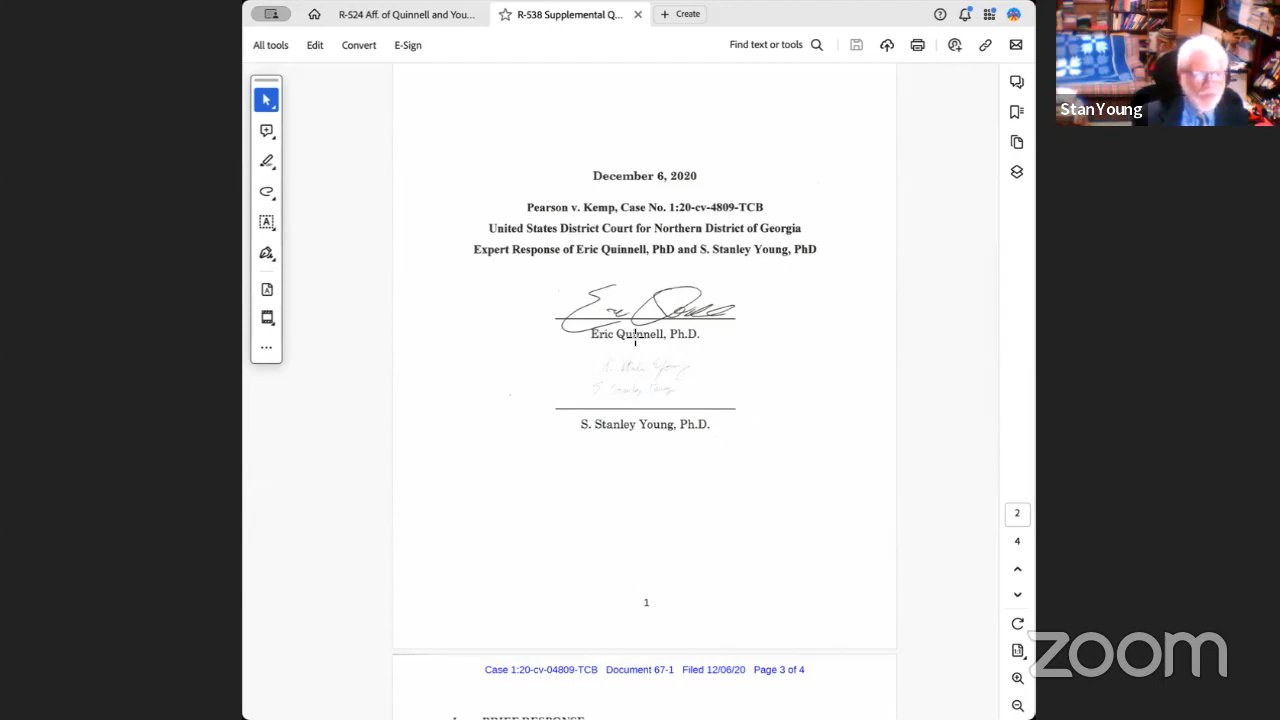 R-524 Aff. of Quinnell and You...
R-538 Supplemental Q...
Create
All tools
Edit
Convert
E-Sign
Find text or tools
StanYoung
December 6, 2020
Pearson v. Kemp, Case No. 1:20-cv-4809-TCB
United States District Court for Northern District of Georgia
Expert Response of Eric Quinnell, PhD and S. Stanley Young, PhD
Eric Quinnell, Ph.D.
S. Stanley Young
S. Stanley Young, Ph.D.
1
2
4
Case 1:20-cv-04809-TCB Document 67-1 Filed 12/06/20 Page 3 of 4
BRIEF RESPONSE
zoom